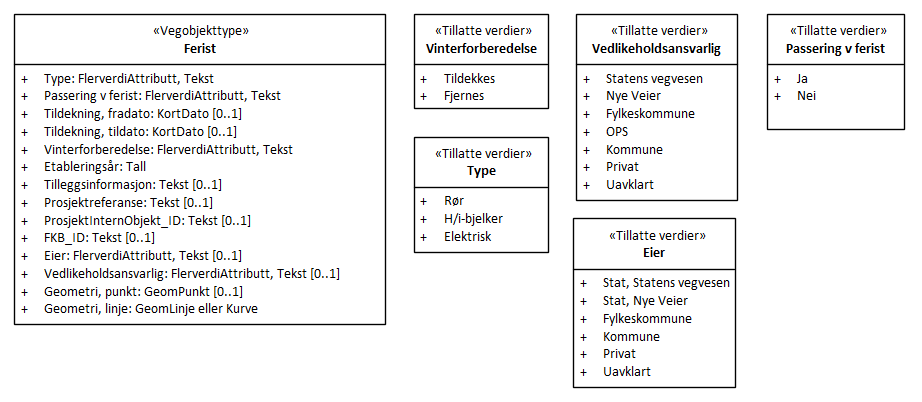 «Vegobjekttype»
Ferist
+ Type: FlerverdiAttributt, Tekst
+ Passering v ferist: FlerverdiAttributt, Tekst
+ Tildekning, fradato: KortDato [0..1]
+ Tildekning, tildato: KortDato [0..1]
+ Vinterforberedelse: FlerverdiAttributt, Tekst
+ Etableringsår: Tall
+ Tilleggsinformasjon: Tekst [0..1]
+ Prosjektreferanse: Tekst [0..1]
+ ProsjektInternObjekt_ID: Tekst [0..1]
+ FKB_ID: Tekst [0..1]
+ Eier: FlerverdiAttributt, Tekst [0..1]
+ Vedlikeholdsansvarlig: FlerverdiAttributt, Tekst [0..1]
+ Geometri, punkt: GeomPunkt [0..1]
+ Geometri, linje: GeomLinje eller Kurve
«Tillatte verdier»
Vinterforberedelse
+ Tildekkes
+ Fjernes
«Tillatte verdier»
Type
+ Rør
+ H/i-bjelker
+ Elektrisk
«Tillatte verdier»
Vedlikeholdsansvarlig
+ Statens vegvesen
+ Nye Veier
+ Fylkeskommune
+ OPS
+ Kommune
+ Privat
+ Uavklart
«Tillatte verdier»
Eier
+ Stat, Statens vegvesen
+ Stat, Nye Veier
+ Fylkeskommune
+ Kommune
+ Privat
+ Uavklart
«Tillatte verdier»
Passering v ferist
+ Ja
+ Nei